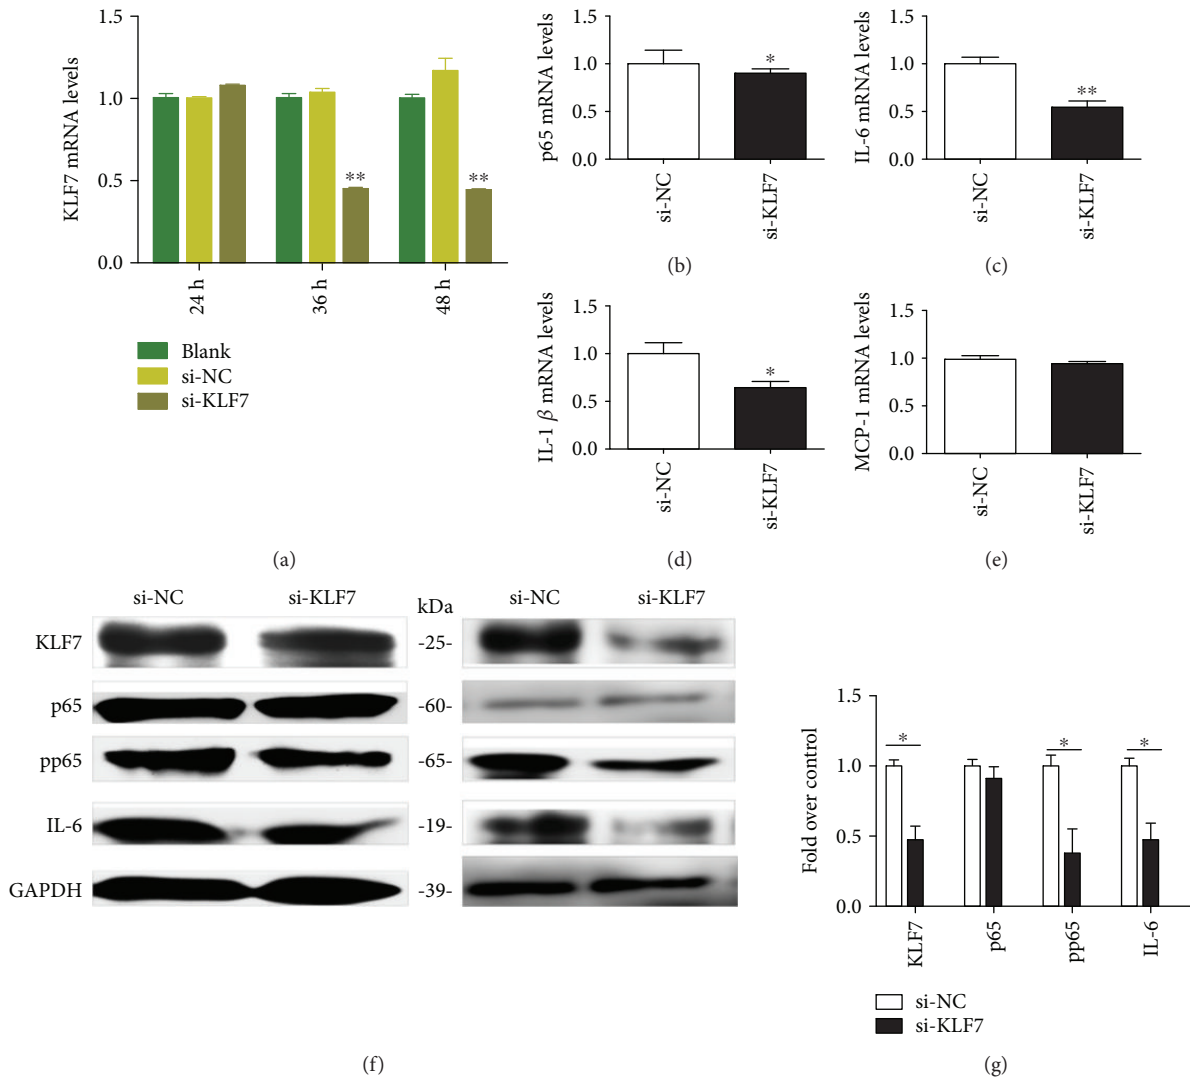 KLF7 mRNA levels
1.5
1.0
0.5
0.0
**
**
24 h
36 h
48 h
Blank
si-NC
si-KLF7
(a)
p65 mRNA levels
1.5
1.0
0.5
0.0
*
si-NC
si-KLF7
(b)
IL-6 mRNA levels
1.5
1.0
0.5
0.0
**
si-NC
si-KLF7
(c)
IL-1 β mRNA levels
1.5
1.0
0.5
0.0
*
si-NC
si-KLF7
(d)
MCP-1 mRNA levels
1.5
1.0
0.5
0.0
si-NC
si-KLF7
(e)
si-NC si-KLF7 kDa si-NC si-KLF7
KLF7 -25-
p65 -60-
pp65 -65-
IL-6 -19-
GAPDH -39-
(f)
Fold over control
1.5
1.0
0.5
0.0
* * *
KLF7
p65
pp65
IL-6
si-NC
si-KLF7
(g)